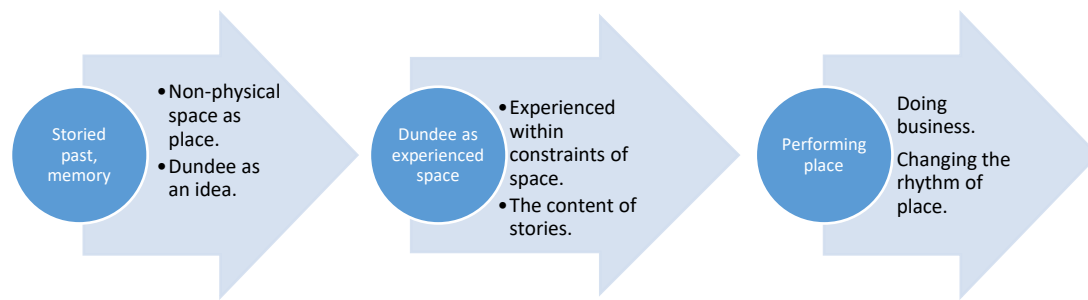 Storied
past,
memory
•Non-physical
space as
place.
•Dundee as
an idea.
Dundee as
experienced
space
•Experienced
within
constraints of
space.
•The content of
stories.
Performing
place
Doing
business.
Changing the
rhythm of
place.